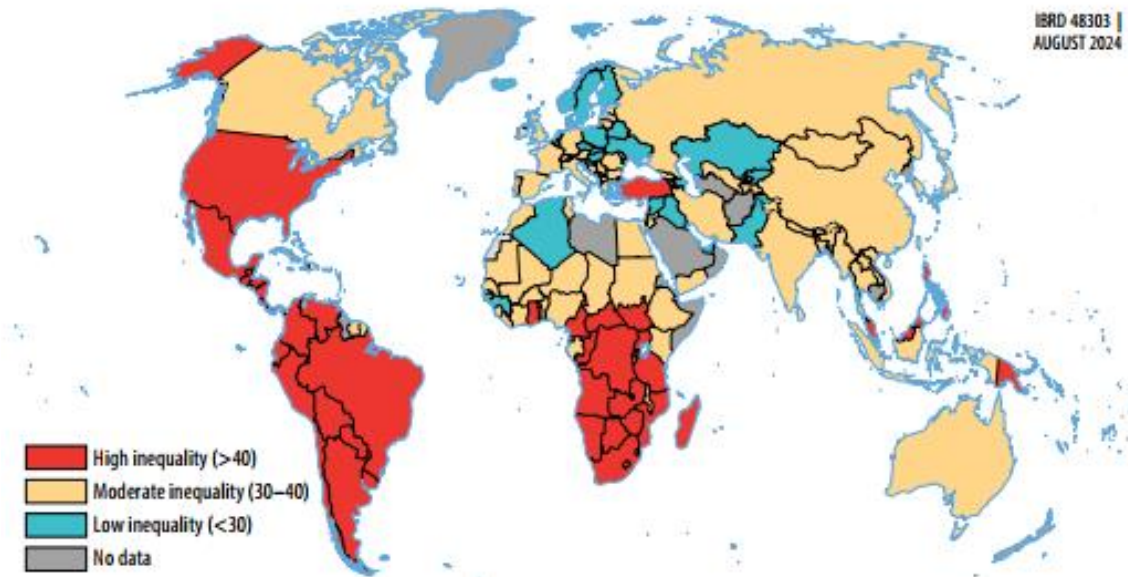 IBRD 48303 |
AUGUST 2024
High inequality (>40)
Moderate inequality (30–40)
Low inequality (<30)
No data